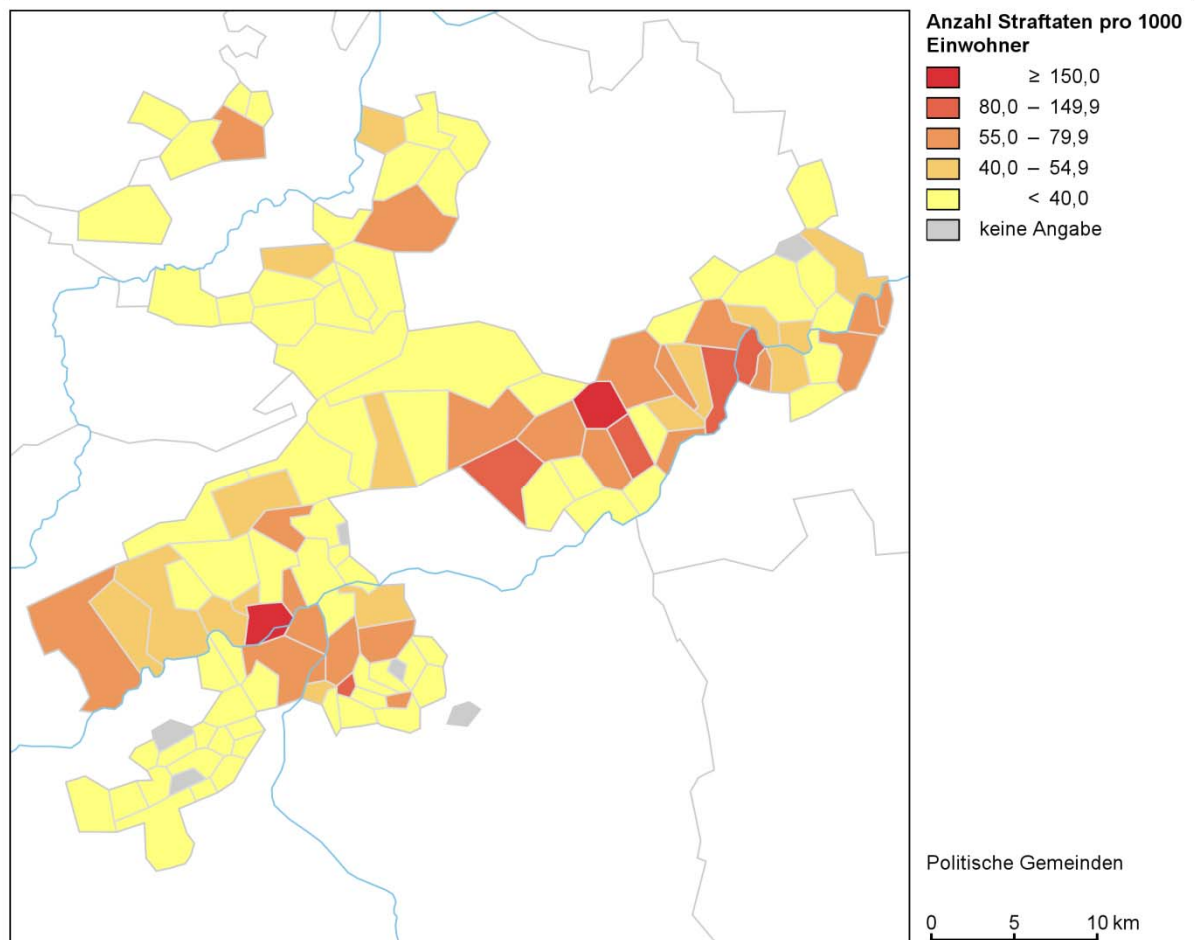 Anzahl Straftaten pro 1000
Einwohner
≥ 150,0
80,0 – 149,9
55,0 – 79,9
40,0 – 54,9
< 40,0
keine Angabe
Politische Gemeinden
0 5 10 km